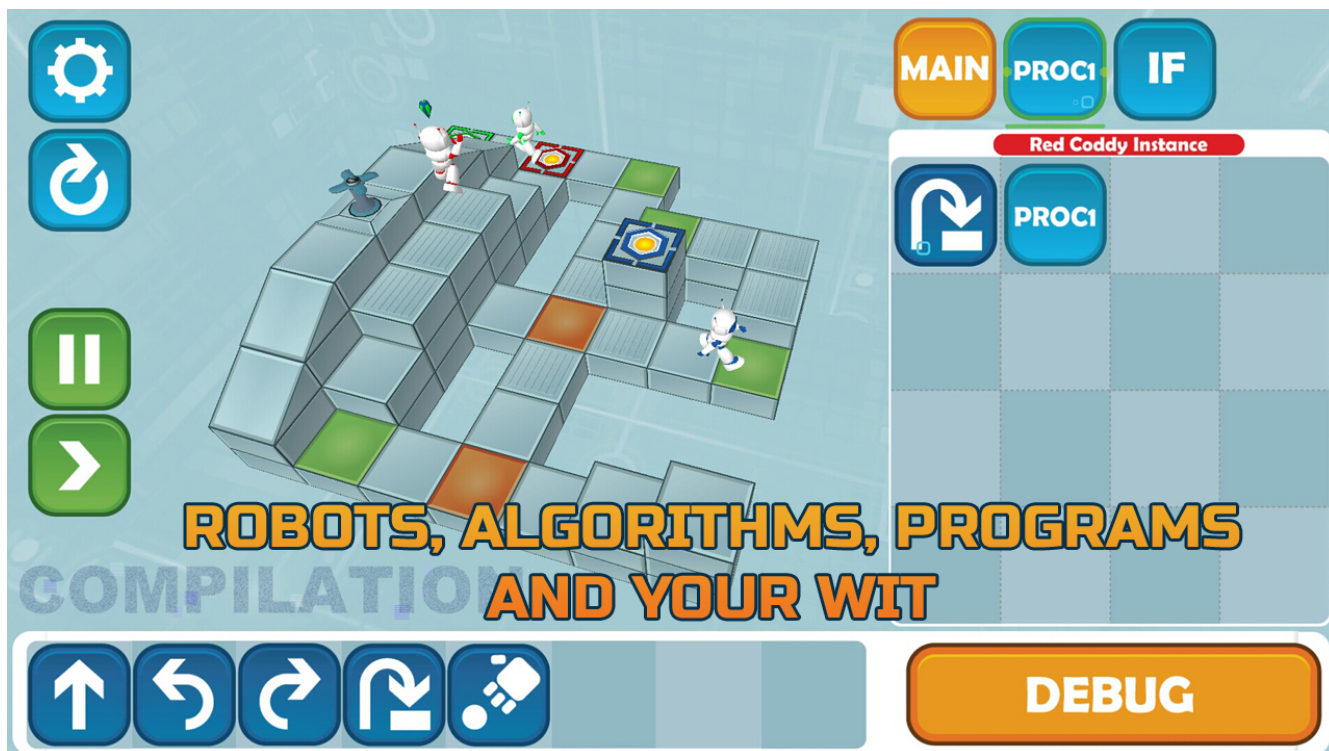 MAIN PROC1 IF
Red Coddy Instance
PROC1
ROBOTS, ALGORITHMS, PROGRAMS
AND YOUR WIT
COMPILATION
DEBUG